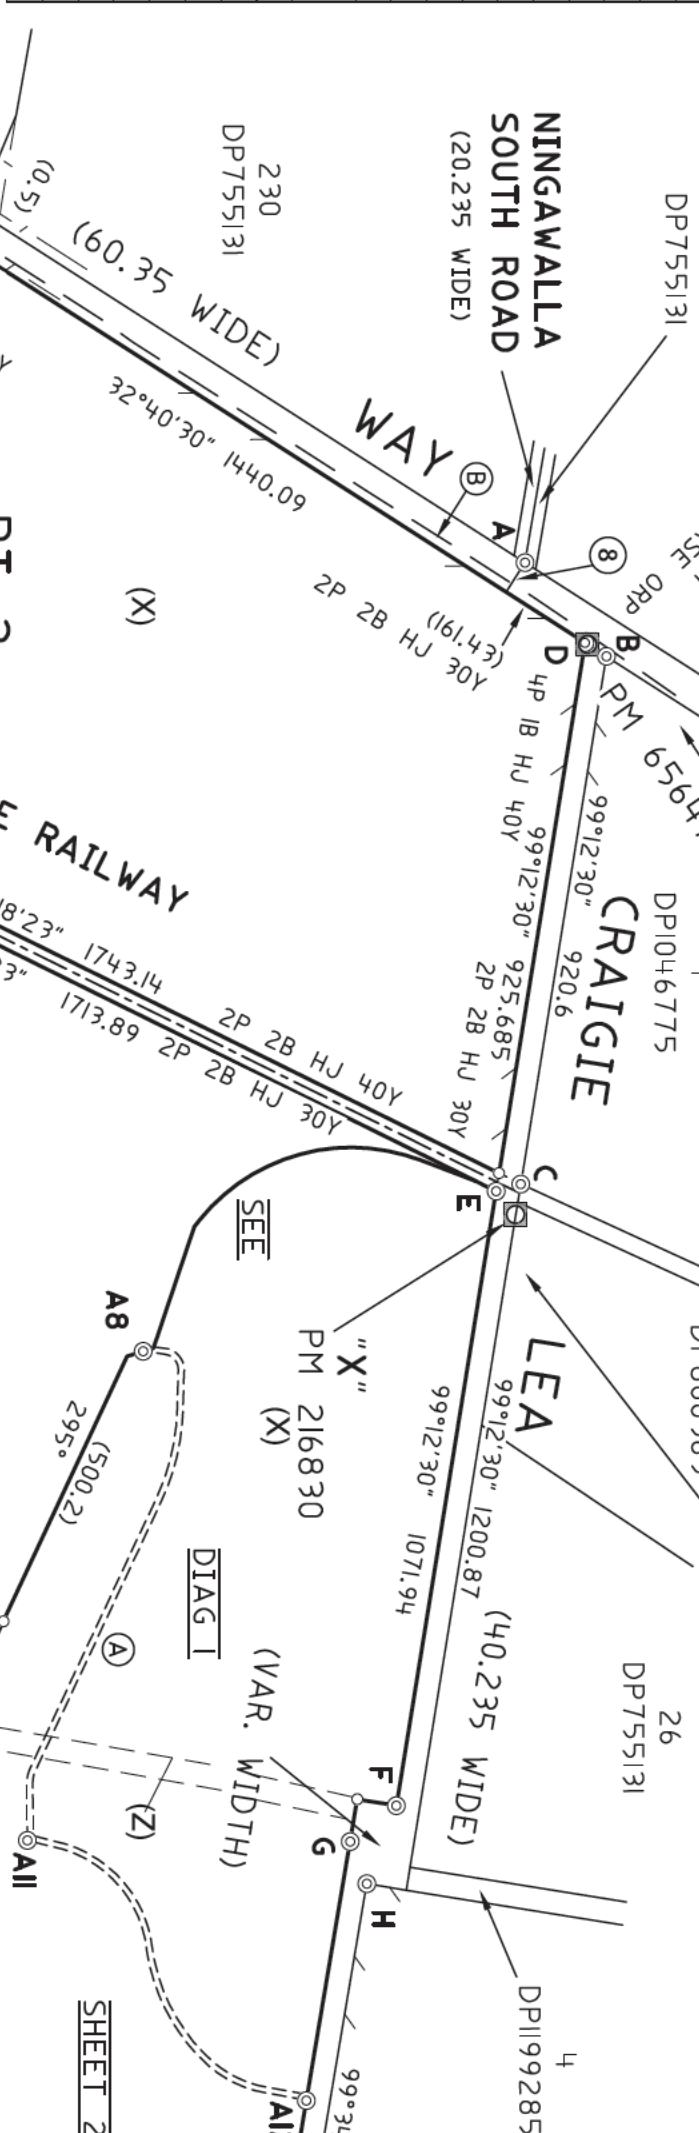 NINGAWALLA
SOUTH ROAD
(20.235 WIDE)
DP755131
230
DP755131
(0.5)
(60.35 WIDE)
WAY
32°40'30" 1440.09
B
A
8
ORP
2P 2B HJ 30Y
(161.43)
(X)
D
B
PM
4P 1B HJ 40Y
99°12'30"
925.685
2P 2B HJ 30Y
99°12'30"
920.6
CRAIGIE
DP1046775
RAILWAY
1743.14
2P 2B HJ 40Y
1713.89 2P 2B HJ 30Y
C
E
SEE
A8
"X"
PM 216830
(X)
LEA
99°12'30" 1200.87
(40.235 WIDE)
99°12'30" 1071.94
295°
(500.2)
DIAG 1
A
(VAR. WIDTH)
26
DP755131
F
G
H
(Z)
A11
4
DP1199285
SHEET 2